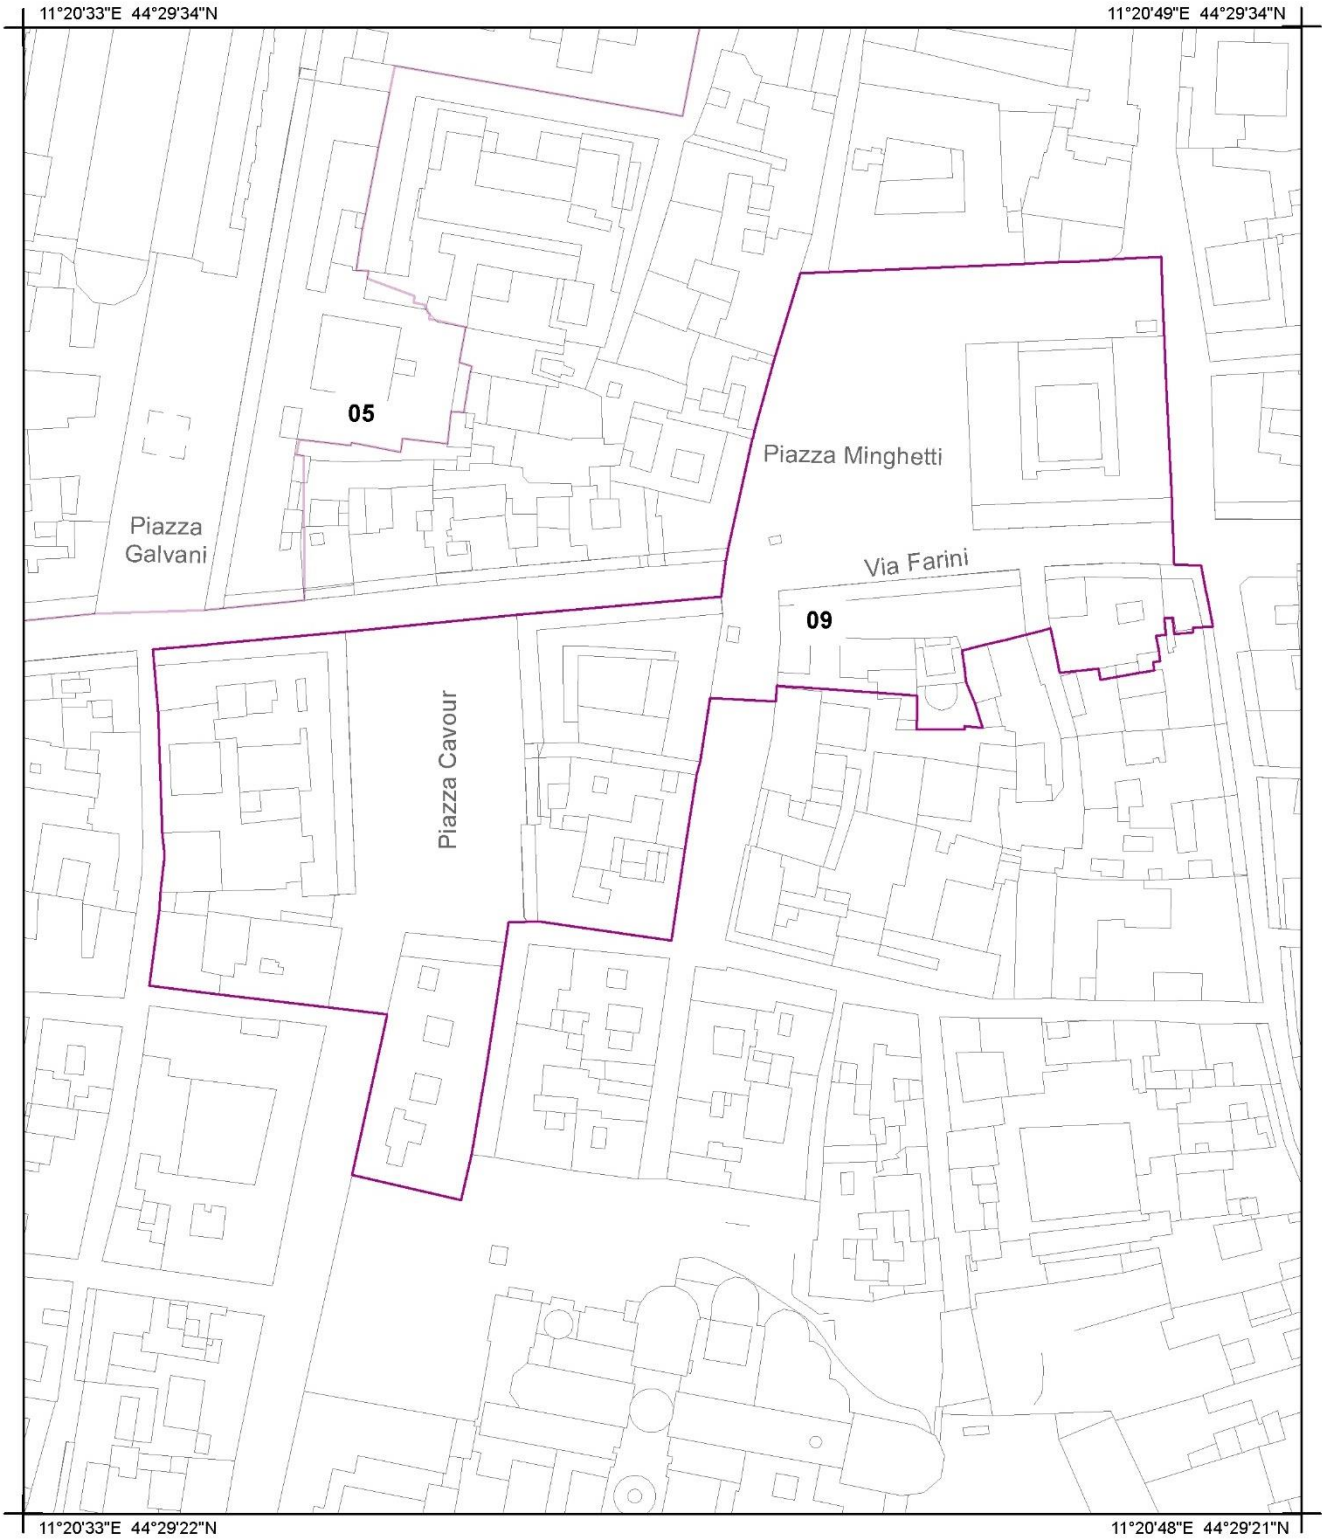 11°20'33"E 44°29'34"N
11°20'49"E 44°29'34"N
05
Piazza Minghetti
Piazza
Galvani
Via Farini
09
Piazza Cavour
11°20'33"E 44°29'22"N
11°20'48"E 44°29'21"N